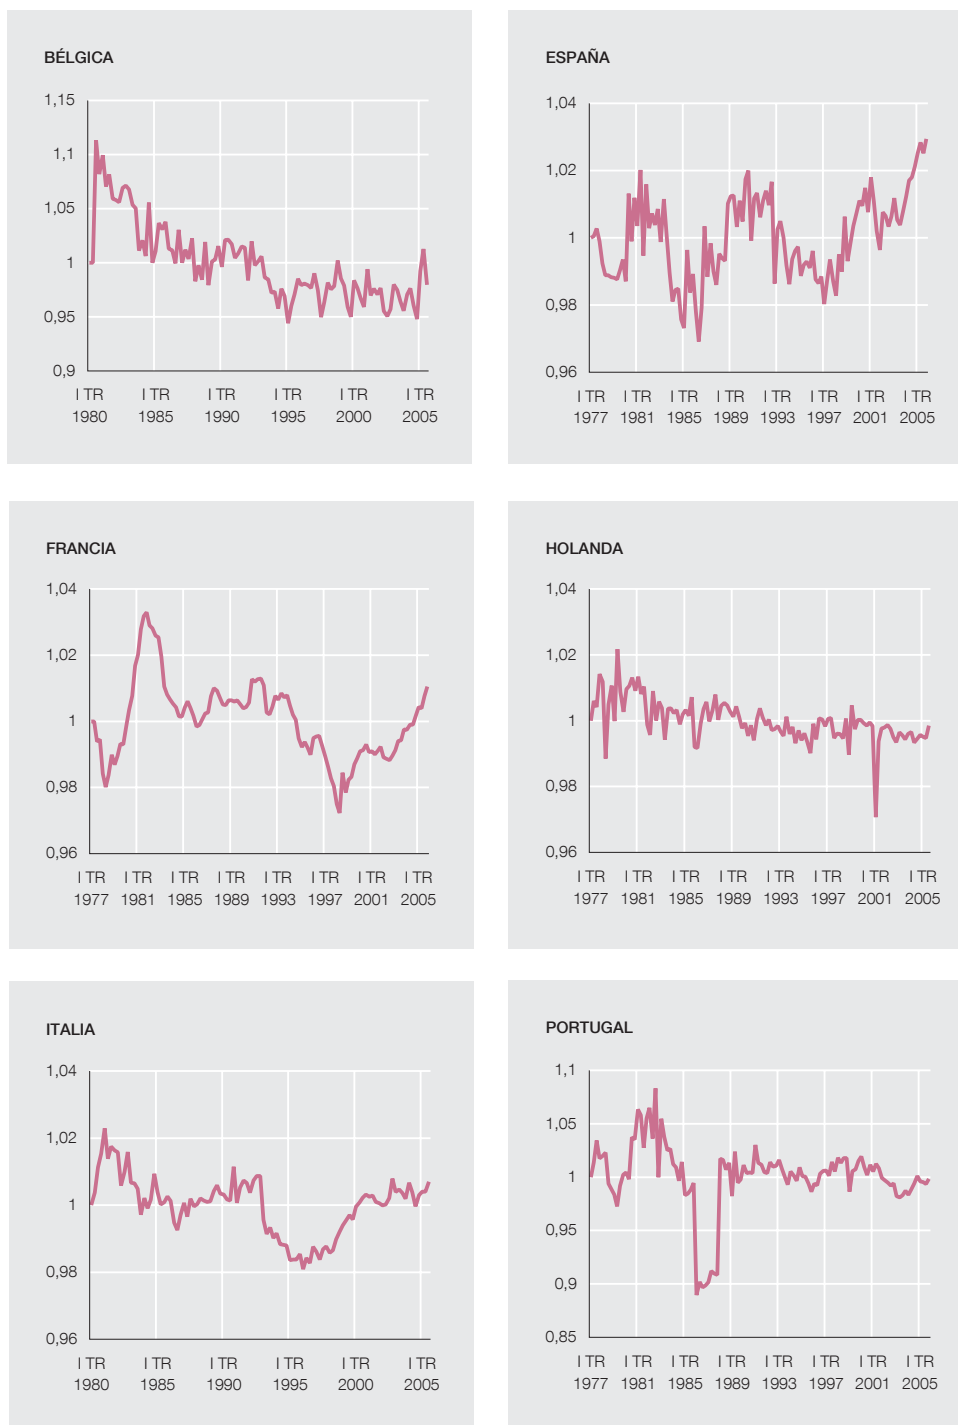 BÉLGICA
1,15
1,1
1,05
1
0,95
0,9
I TR I TR I TR I TR I TR I TR
1980 1985 1990 1995 2000 2005
ESPAÑA
1,04
1,02
1
0,98
0,96
I TR I TR I TR I TR I TR I TR I TR I TR
1977 1981 1985 1989 1993 1997 2001 2005
FRANCIA
1,04
1,02
1
0,98
0,96
I TR I TR I TR I TR I TR I TR I TR I TR
1977 1981 1985 1989 1993 1997 2001 2005
HOLANDA
1,04
1,02
1
0,98
0,96
I TR I TR I TR I TR I TR I TR I TR I TR
1977 1981 1985 1989 1993 1997 2001 2005
ITALIA
1,04
1,02
1
0,98
0,96
I TR I TR I TR I TR I TR I TR
1980 1985 1990 1995 2000 2005
PORTUGAL
1,1
1,05
1
0,95
0,9
0,85
I TR I TR I TR I TR I TR I TR I TR I TR
1977 1981 1985 1989 1993 1997 2001 2005